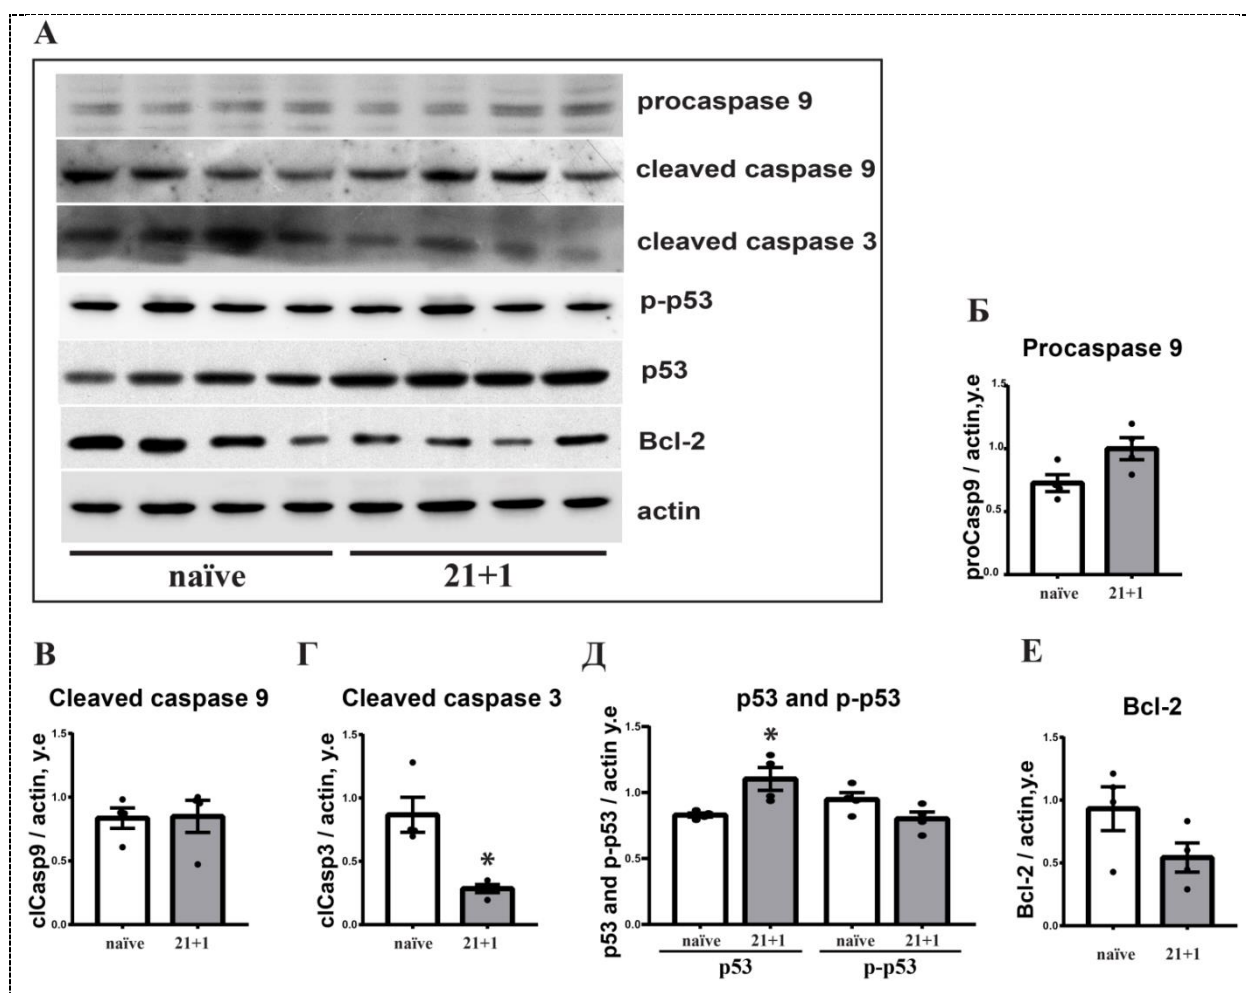 А
procaspase 9
cleaved caspase 9
cleaved caspase 3
p-p53
p53
Bcl-2
actin
naïve 21+1
Б
Procaspase 9
proCasp9 / actin,y.e
1.5
1.0
0.5
0.0
naïve 21+1
В
Cleaved caspase 9
clCasp9 / actin, y.e
1.5
1.0
0.5
0.0
naïve 21+1
Г
Cleaved caspase 3
clCasp3 / actin, y.e
1.5
1.0
0.5
0.0
*
naïve 21+1
Д
p53 and p-p53
p53 and p-p53 / actin y.e
1.5
1.0
0.5
0.0
*
naïve 21+1 naïve 21+1
p53 p-p53
Е
Bcl-2
Bcl-2 / actin,y.e
1.5
1.0
0.5
0.0
naïve 21+1